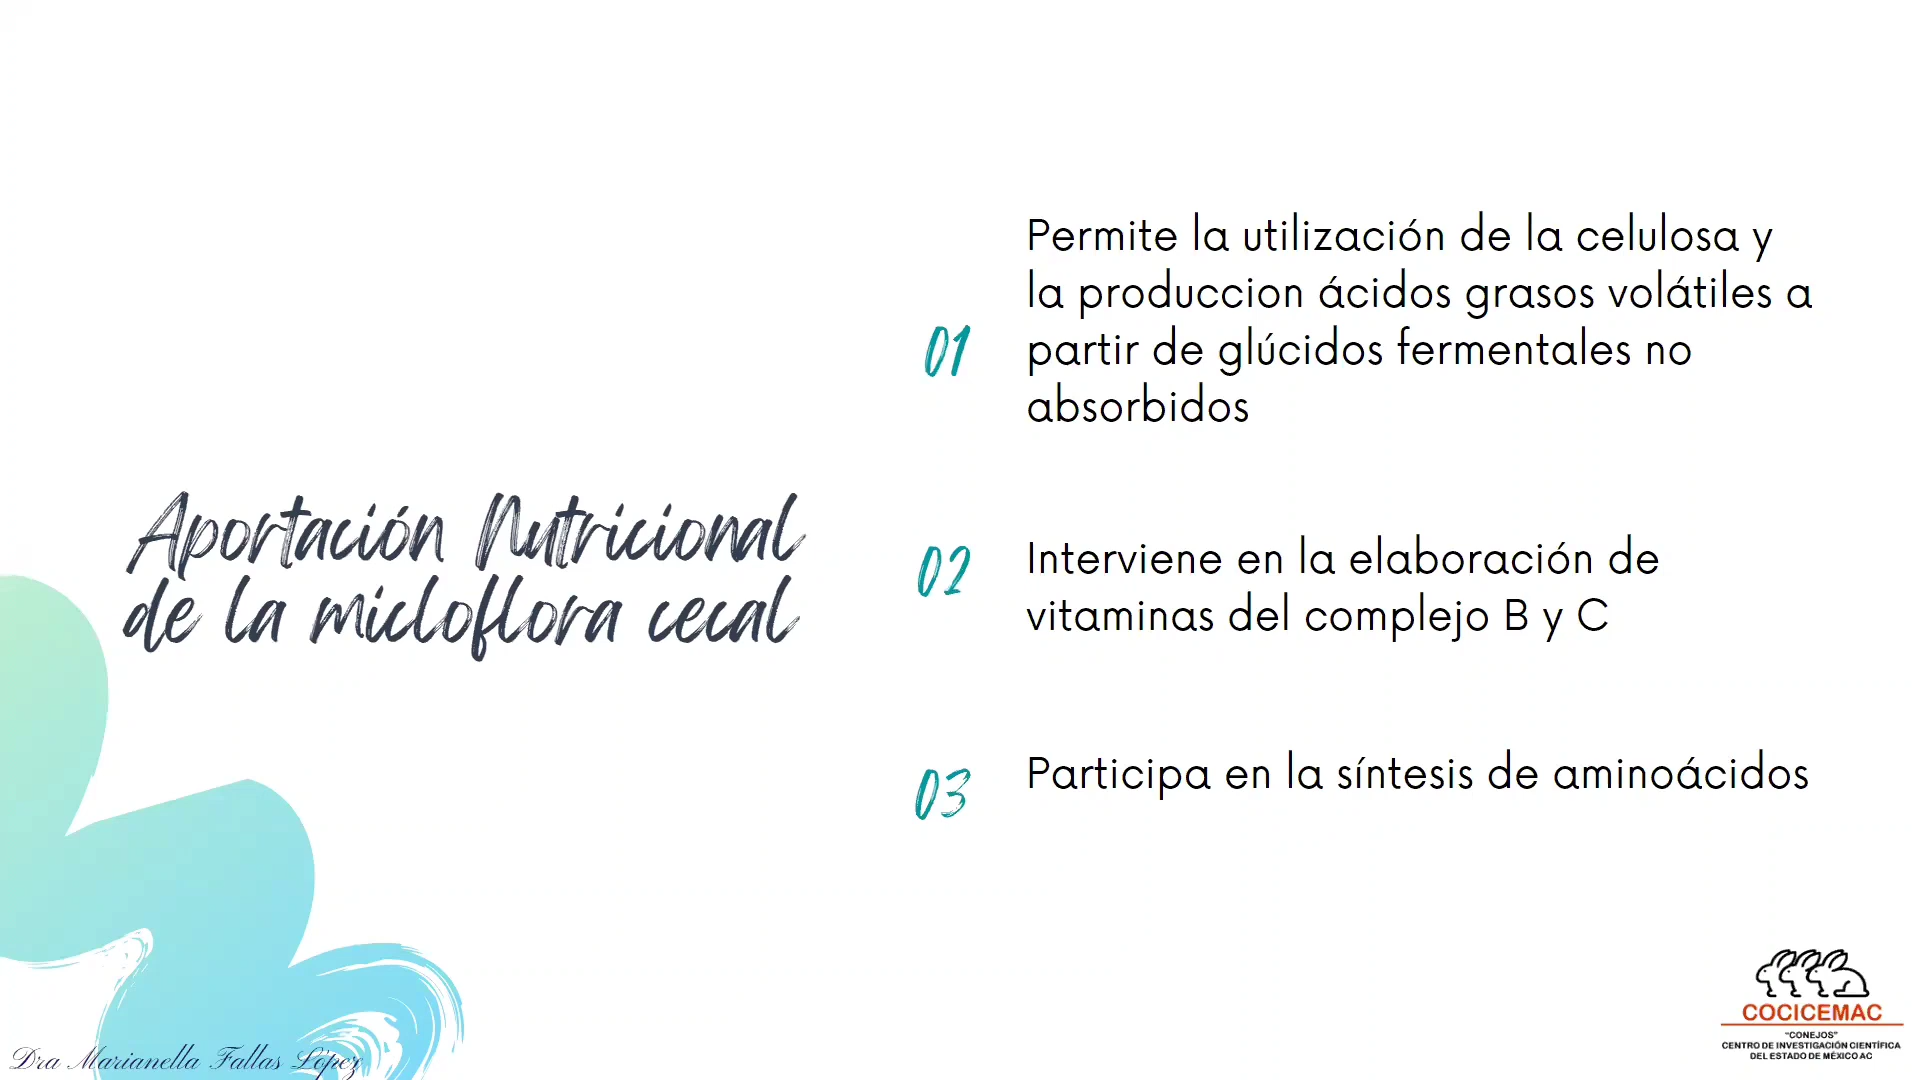 Aportación Nutricional
de la micloflora cecal
01
Permite la utilización de la celulosa y
la produccion ácidos grasos volátiles a
partir de glúcidos fermentales no
absorbidos
02
Interviene en la elaboración de
vitaminas del complejo B y C
03
Participa en la síntesis de aminoácidos
Dra Marianella Fallas López
COCICEMAC
"CONEJOS"
CENTRO DE INVESTIGACIÓN CIENTÍFICA
DEL ESTADO DE MÉXICO AC